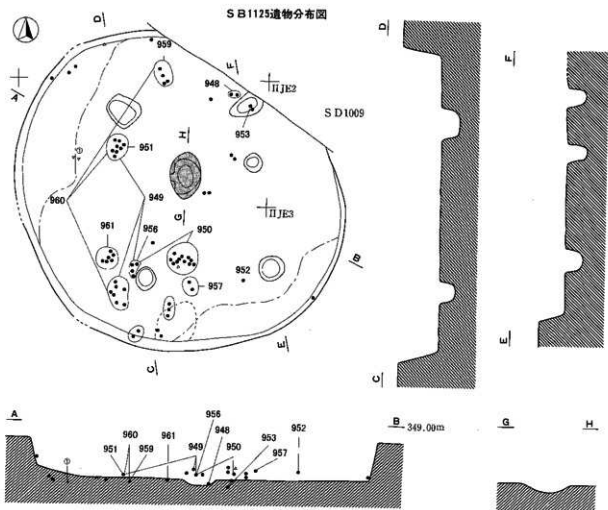 SB1125遺物分布図
D
959
F
948
IIJE2
A
953
SD1009
①
951
H
960
949
IIJE3
G
961
956
950
B
952
957
E
C
D
C
F
E
A
956
B
349.00m
960
949
948
953
952
951
959
961
950
957
①
G
H